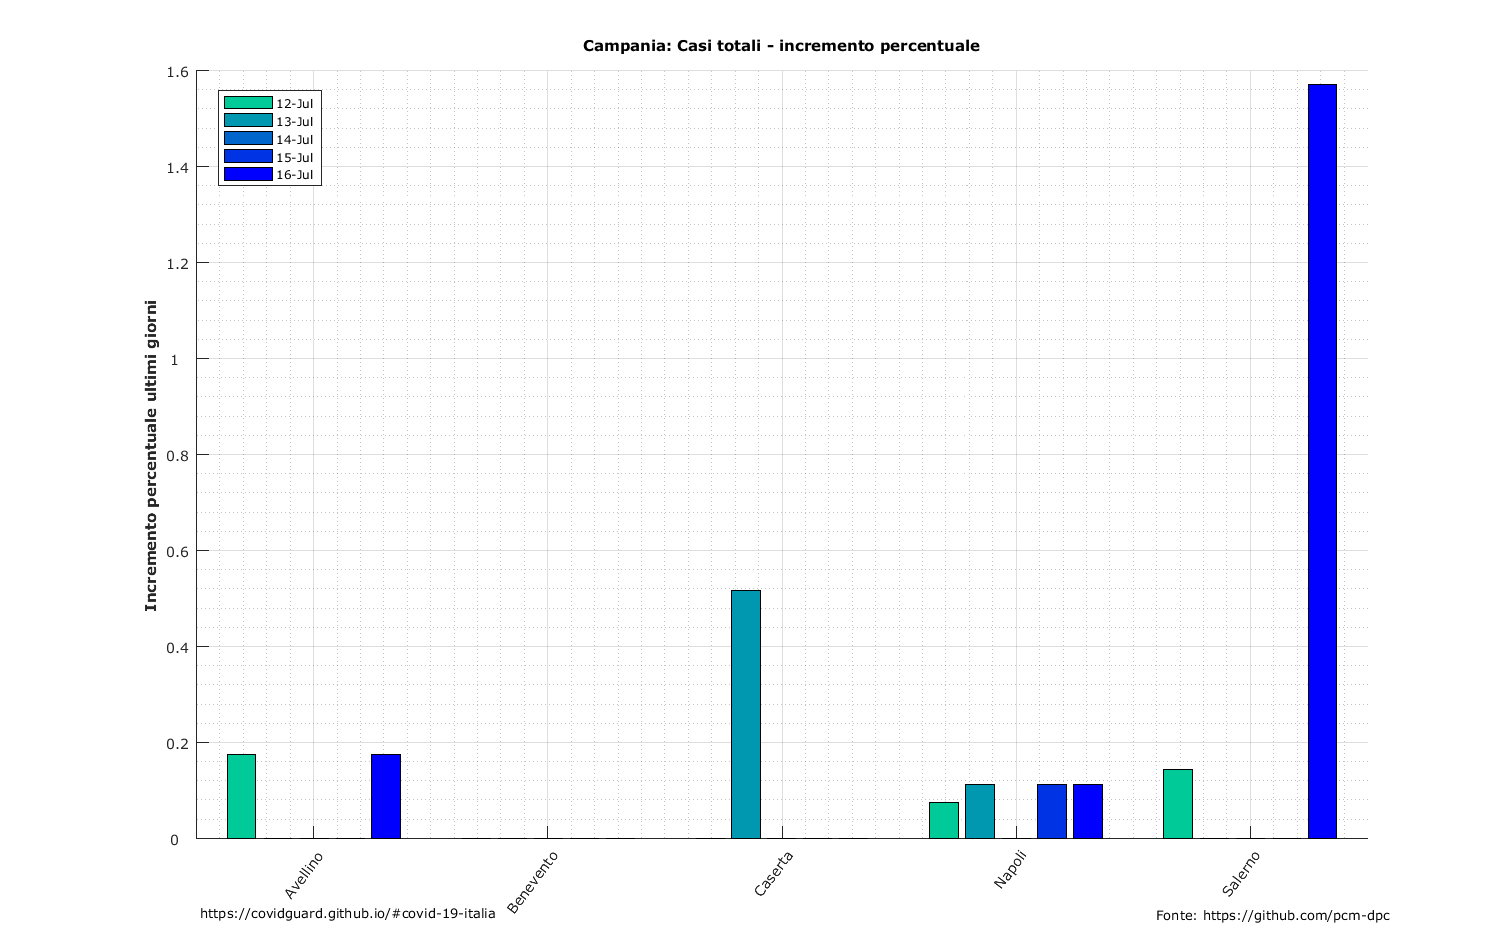 Campania: Casi totali - incremento percentuale
12-Jul
13-Jul
14-Jul
15-Jul
16-Jul
Incremento percentuale ultimi giorni
1.6
1.4
1.2
1
0.8
0.6
0.4
0.2
0
Avellino
Benevento
Caserta
Napoli
Salerno
https://covidguard.github.io/#covid-19-italia
Fonte: https://github.com/pcm-dpc